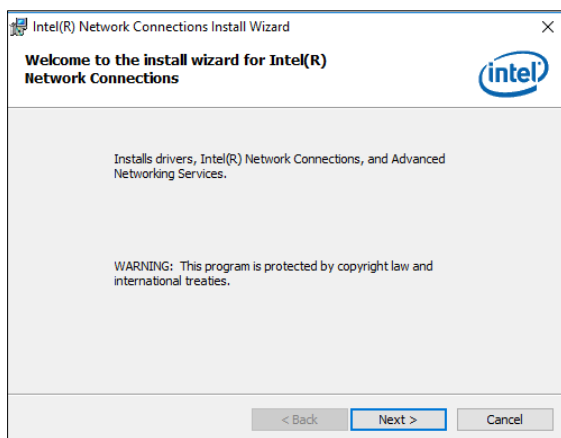 Intel(R) Network Connections Install Wizard
Welcome to the install wizard for Intel(R)
Network Connections
intel
Installs drivers, Intel(R) Network Connections, and Advanced
Networking Services.
WARNING:  This program is protected by copyright law and
international treaties.
< Back
Next >
Cancel